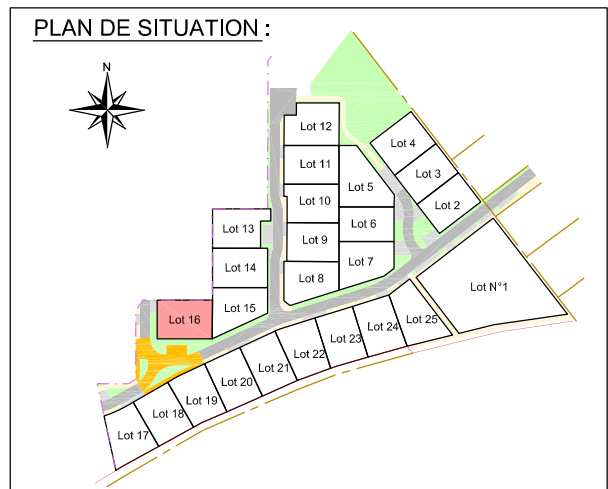 PLAN DE SITUATION :
N
Lot 12
Lot 4
Lot 11
Lot 3
Lot 5
Lot 10
Lot 2
Lot 6
Lot 13
Lot 9
Lot 7
Lot 14
Lot 8
Lot N°1
Lot 15
Lot 16
Lot 25
Lot 24
Lot 23
Lot 22
Lot 21
Lot 20
Lot 19
Lot 18
Lot 17